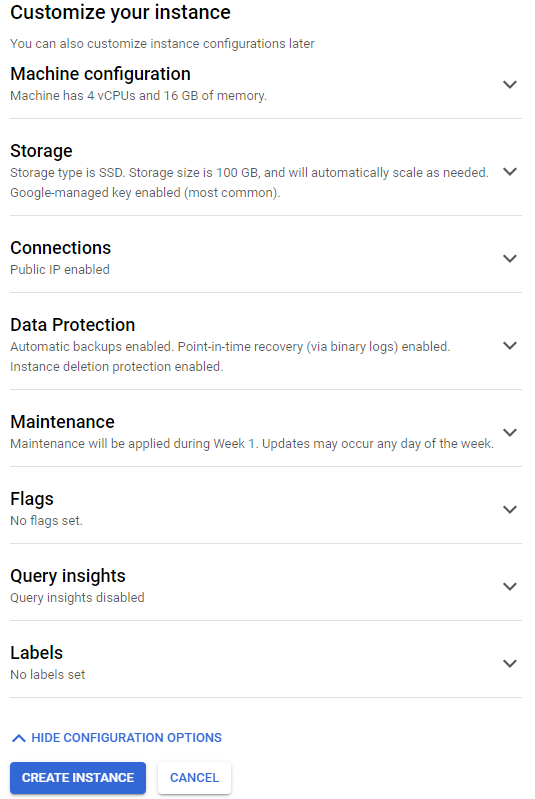 Customize your instance
You can also customize instance configurations later
Machine configuration
Machine has 4 vCPUs and 16 GB of memory.
Storage
Storage type is SSD. Storage size is 100 GB, and will automatically scale as needed.
Google-managed key enabled (most common).
Connections
Public IP enabled
Data Protection
Automatic backups enabled. Point-in-time recovery (via binary logs) enabled.
Instance deletion protection enabled.
Maintenance
Maintenance will be applied during Week 1. Updates may occur any day of the week.
Flags
No flags set.
Query insights
Query insights disabled
Labels
No labels set
HIDE CONFIGURATION OPTIONS
CREATE INSTANCE CANCEL